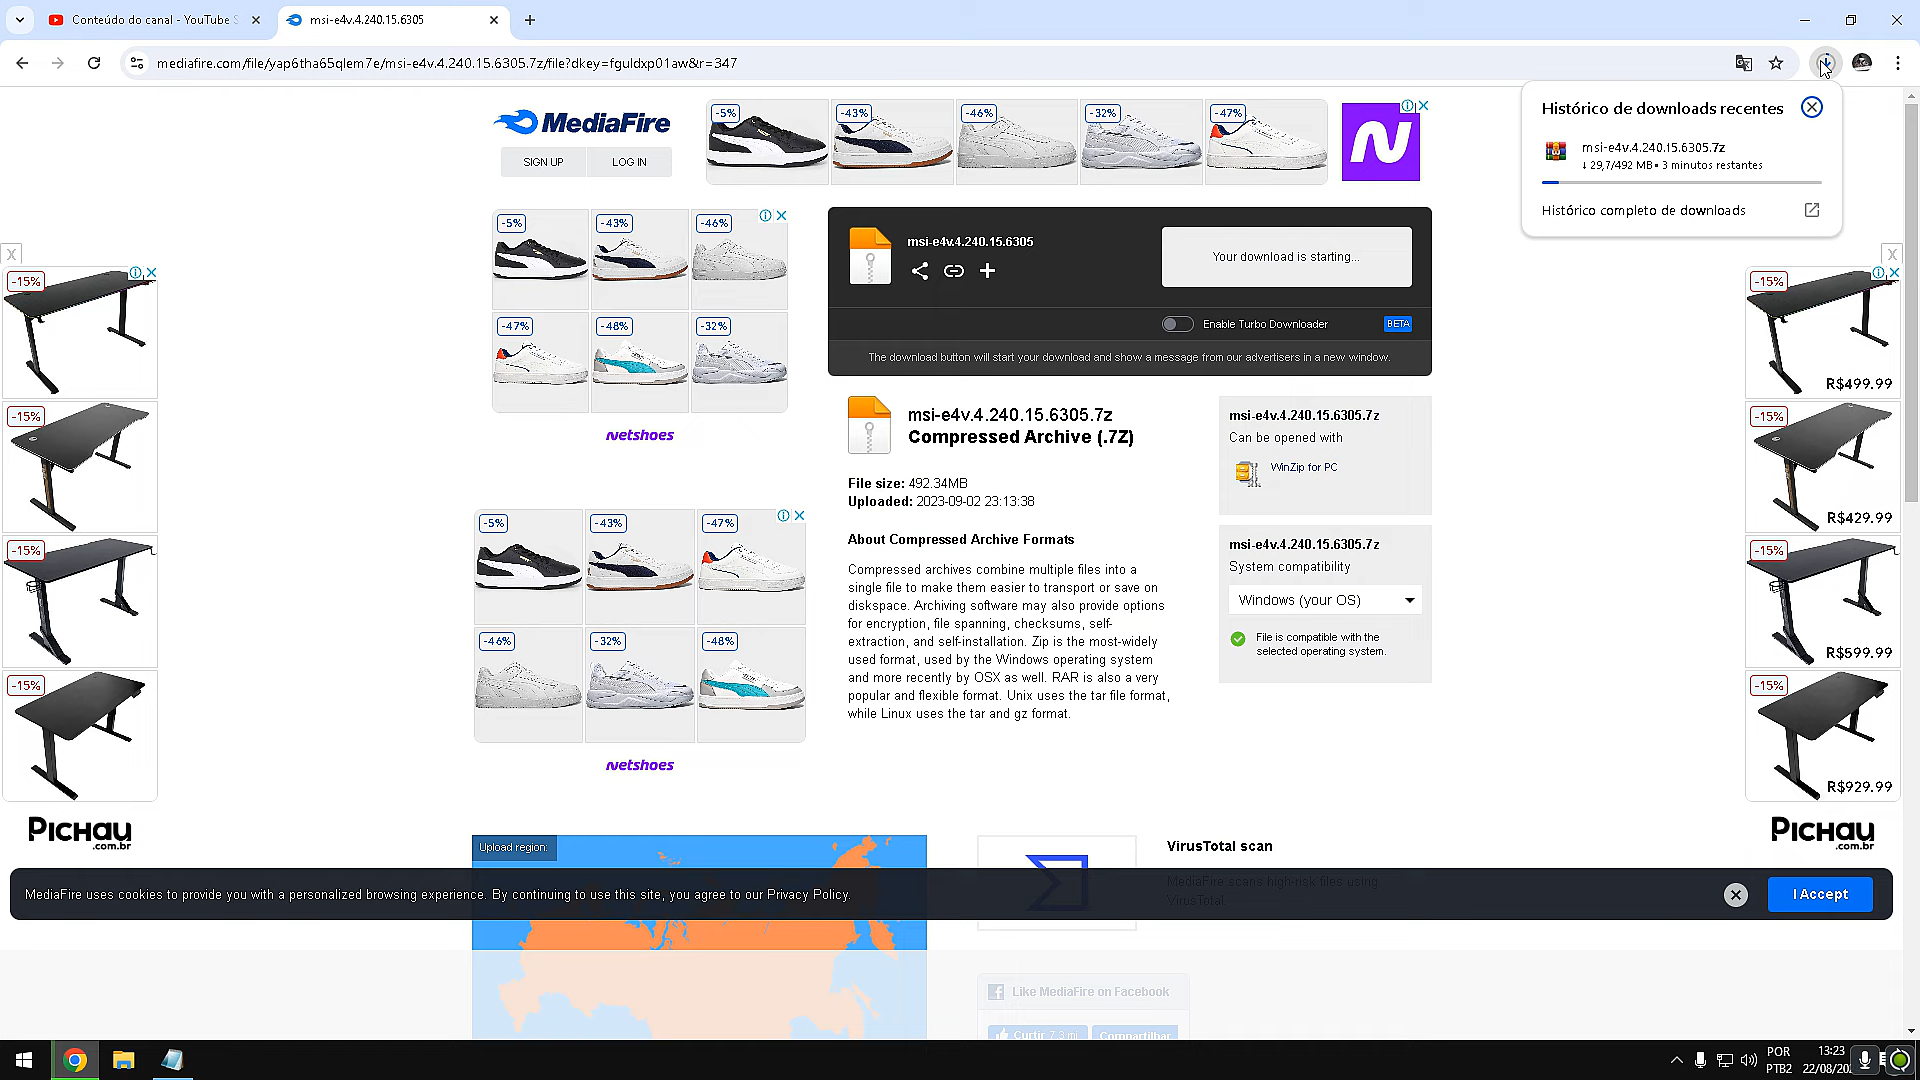 Conteúdo do canal - YouTube S
msi-e4v.4.240.15.6305
mediafire.com/file/yap6tha65qlem7e/msi-e4v.4.240.15.6305.7z/file?dkey=fguldxp01aw&r=347
Histórico de downloads recentes
msi-e4v.4.240.15.6305.7z
↓ 29,7/492 MB • 3 minutos restantes
Histórico completo de downloads
MediaFire
SIGN UP
LOG IN
-5%
-43%
-46%
-32%
-47%
N
-5%
-43%
-46%
-47%
-48%
-32%
netshoes
msi-e4v.4.240.15.6305
Your download is starting...
Enable Turbo Downloader
BETA
The download button will start your download and show a message from our advertisers in a new window.
X
-15%
-15%
-15%
-15%
PICHAU
.com.br
msi-e4v.4.240.15.6305.7z
Compressed Archive (.7Z)
File size: 492.34MB
Uploaded: 2023-09-02 23:13:38
About Compressed Archive Formats
Compressed archives combine multiple files into a
single file to make them easier to transport or save on
diskspace. Archiving software may also provide options
for encryption, file spanning, checksums, self-
extraction, and self-installation. Zip is the most-widely
used format, used by the Windows operating system
and more recently by OSX as well. RAR is also a very
popular and flexible format. Unix uses the tar file format,
while Linux uses the tar and gz format.
msi-e4v.4.240.15.6305.7z
Can be opened with
WinZip for PC
msi-e4v.4.240.15.6305.7z
System compatibility
Windows (your OS)
File is compatible with the
selected operating system.
X
-15%
R$499.99
-15%
R$429.99
-15%
R$599.99
-15%
R$929.99
PICHAU
.com.br
-5%
-43%
-47%
-46%
-32%
-48%
netshoes
Upload region:
VirusTotal scan
MediaFire scans high-risk files using
VirusTotal.
MediaFire uses cookies to provide you with a personalized browsing experience. By continuing to use this site, you agree to our Privacy Policy.
I Accept
Like MediaFire on Facebook
Curtir 7,3 mi
Compartilhar
POR
PTB2
13:23
22/08/20